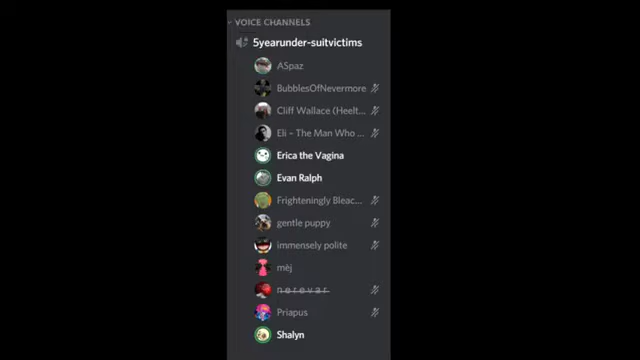 VOICE CHANNELS
5yearunder-suitvictims
ASpaz
BubblesOfNevermore
Cliff Wallace (Heelt...
Eli – The Man Who ...
Erica the Vagina
Evan Ralph
Frighteningly Bleac...
gentle puppy
immensely polite
mèj
n e r e v a r
Priapus
Shalyn